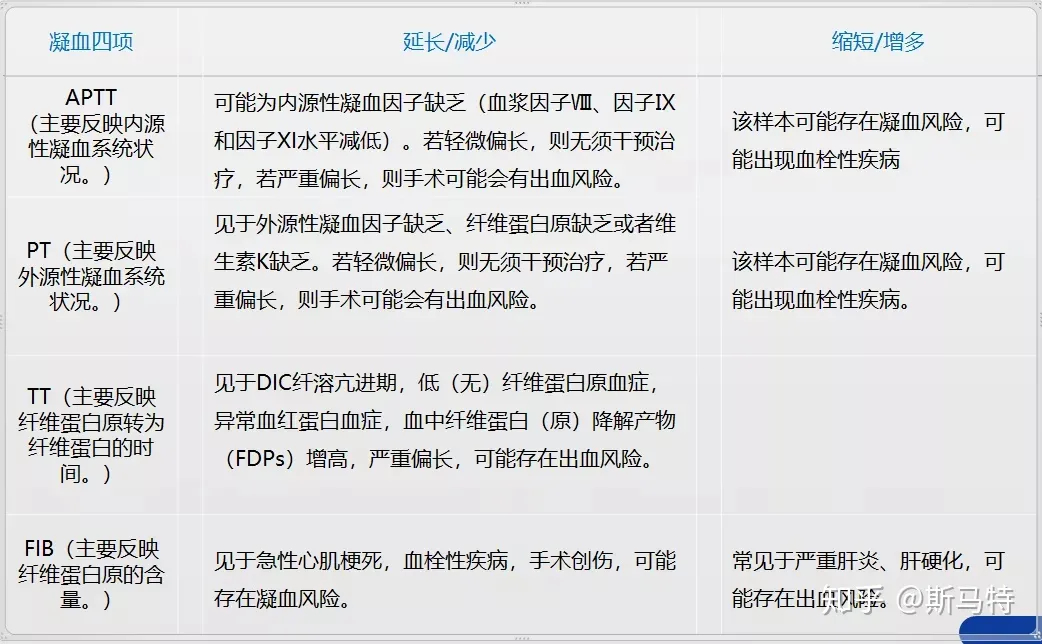 凝血四项
延长/减少
缩短/增多
APTT
（主要反映内源
性凝血系统状
况。）
可能为内源性凝血因子缺乏（血浆因子Ⅷ、因子Ⅸ
和因子XI水平减低）。若轻微偏长，则无须干预治
疗，若严重偏长，则手术可能会有出血风险。
该样本可能存在凝血风险，可
能出现血栓性疾病
PT（主要反映
外源性凝血系统
状况。）
见于外源性凝血因子缺乏、纤维蛋白原缺乏或者维
生素K缺乏。若轻微偏长，则无须干预治疗，若严
重偏长，则手术可能会有出血风险。
该样本可能存在凝血风险，可
能出现血栓性疾病。
TT（主要反映
纤维蛋白原转为
纤维蛋白的时
间。）
见于DIC纤溶亢进期，低（无）纤维蛋白原血症，
异常血红蛋白血症，血中纤维蛋白（原）降解产物
（FDPs）增高，严重偏长，可能存在出血风险。
FIB（主要反映
纤维蛋白原的含
量。）
见于急性心肌梗死，血栓性疾病，手术创伤，可能
存在凝血风险。
常见于严重肝炎、肝硬化，可
能存在出血风险。
知乎 @斯马特